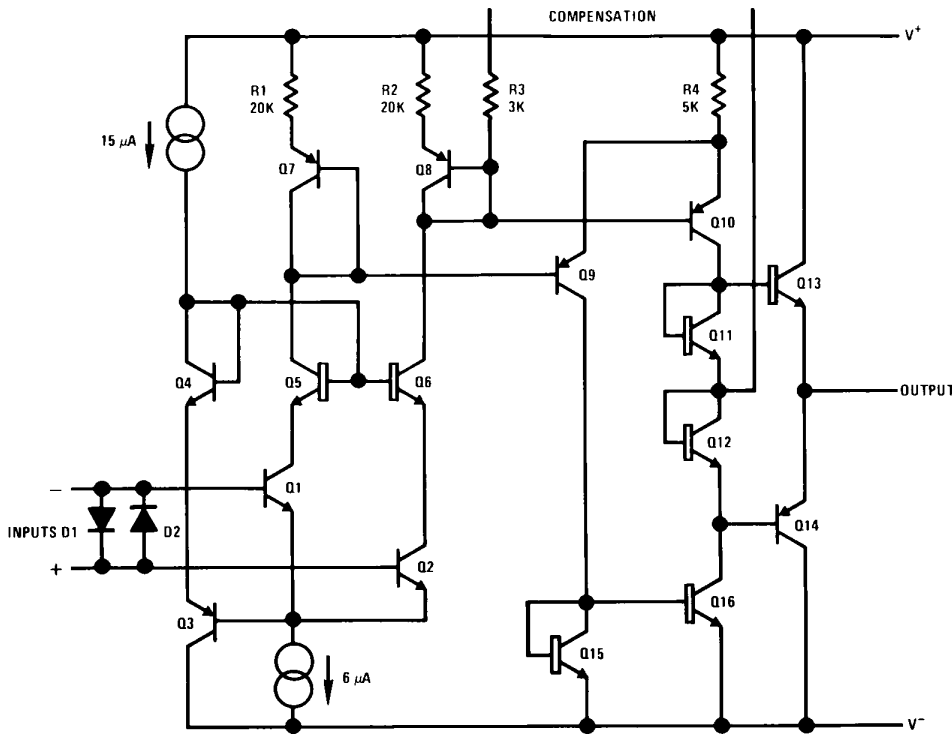 COMPENSATION
V+
R1
20K
R2
20K
R3
3K
R4
5K
15 μA
Q7
Q8
Q10
Q9
Q13
Q11
Q4
Q5
Q6
OUTPUT
Q12
−
Q1
INPUTS D1
D2
Q14
+
Q2
Q3
Q16
Q15
6 μA
V−